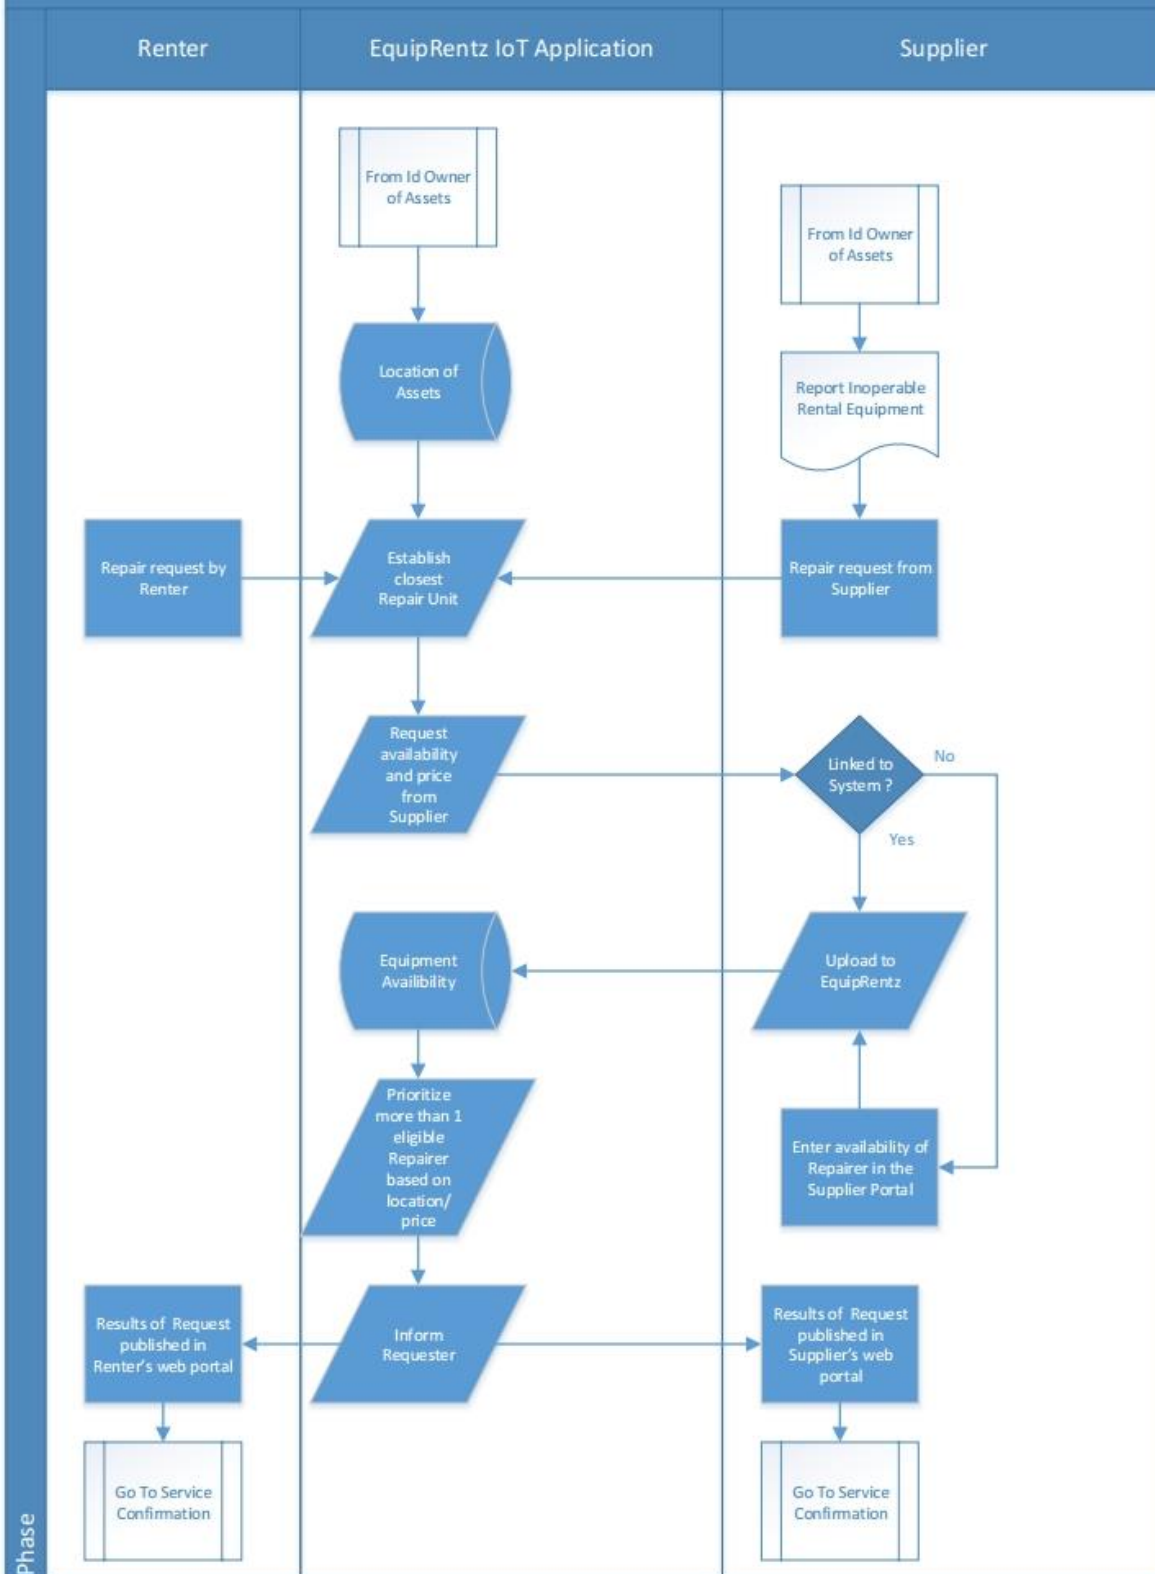 Renter
EquipRentz IoT Application
Supplier
From Id Owner
of Assets
From Id Owner
of Assets
Location of
Assets
Report Inoperable
Rental Equipment
Repair request by
Renter
Establish
closest
Repair Unit
Repair request from
Supplier
Request
availability
and price
from
Supplier
Linked to
System ?
No
Yes
Equipment
Availibility
Upload to
EquipRentz
Prioritize
more than 1
eligible
Repairer
based on
location/
price
Enter availability of
Repairer in the
Supplier Portal
Results of Request
published in
Renter's web portal
Inform
Requester
Results of Request
published in
Supplier's web
portal
Go To Service
Confirmation
Go To Service
Confirmation
Phase